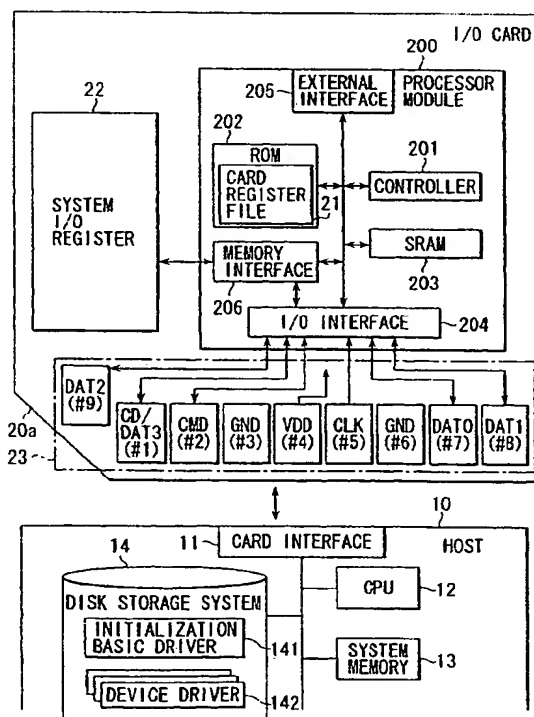 I/O CARD
200
205
EXTERNAL
INTERFACE
PROCESSOR
MODULE
22
202
ROM
CARD
REGISTER
FILE
21
201
CONTROLLER
SYSTEM
I/O
REGISTER
SRAM
203
MEMORY
INTERFACE
206
I/O INTERFACE
204
DAT2
(#9)
CD/
DAT3
(#1)
CMD
(#2)
GND
(#3)
VDD
(#4)
CLK
(#5)
GND
(#6)
DAT0
(#7)
DAT1
(#8)
20a
23
10
11
CARD INTERFACE
HOST
14
DISK STORAGE SYSTEM
CPU
12
INITIALIZATION
BASIC DRIVER
141
SYSTEM
MEMORY
13
DEVICE DRIVER
142